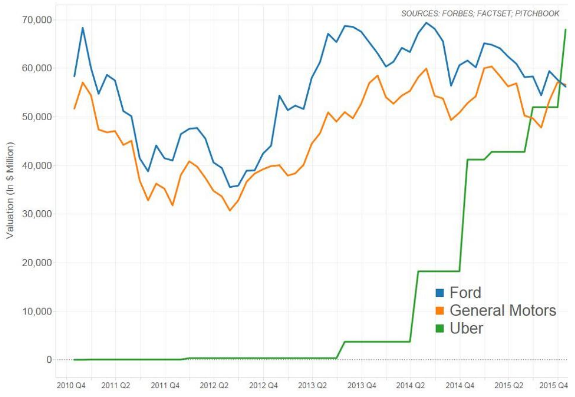 SOURCES: FORBES; FACTSET; PITCHBOOK
Valuation (In $ Million)
70,000
60,000
50,000
40,000
30,000
20,000
10,000
0
Ford
General Motors
Uber
2010 Q4 2011 Q2 2011 Q4 2012 Q2 2012 Q4 2013 Q2 2013 Q4 2014 Q2 2014 Q4 2015 Q2 2015 Q4